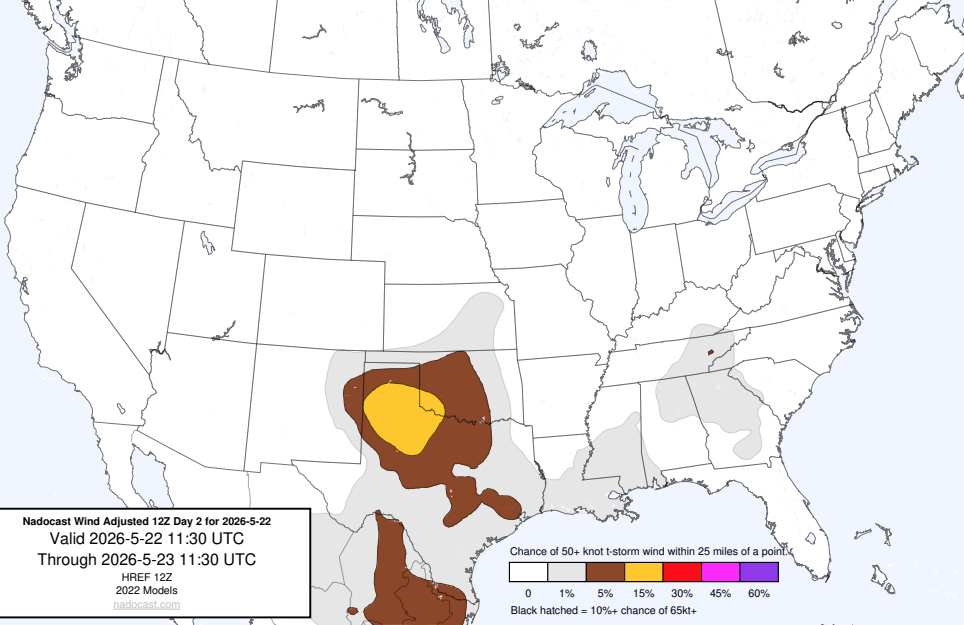 Nadocast Wind Adjusted 12Z Day 2 for 2026-5-22
Valid 2026-5-22 11:30 UTC
Through 2026-5-23 11:30 UTC
HREF 12Z
2022 Models
nadocast.com
Chance of 50+ knot t-storm wind within 25 miles of a point.
0 1% 5% 15% 30% 45% 60%
Black hatched = 10%+ chance of 65kt+